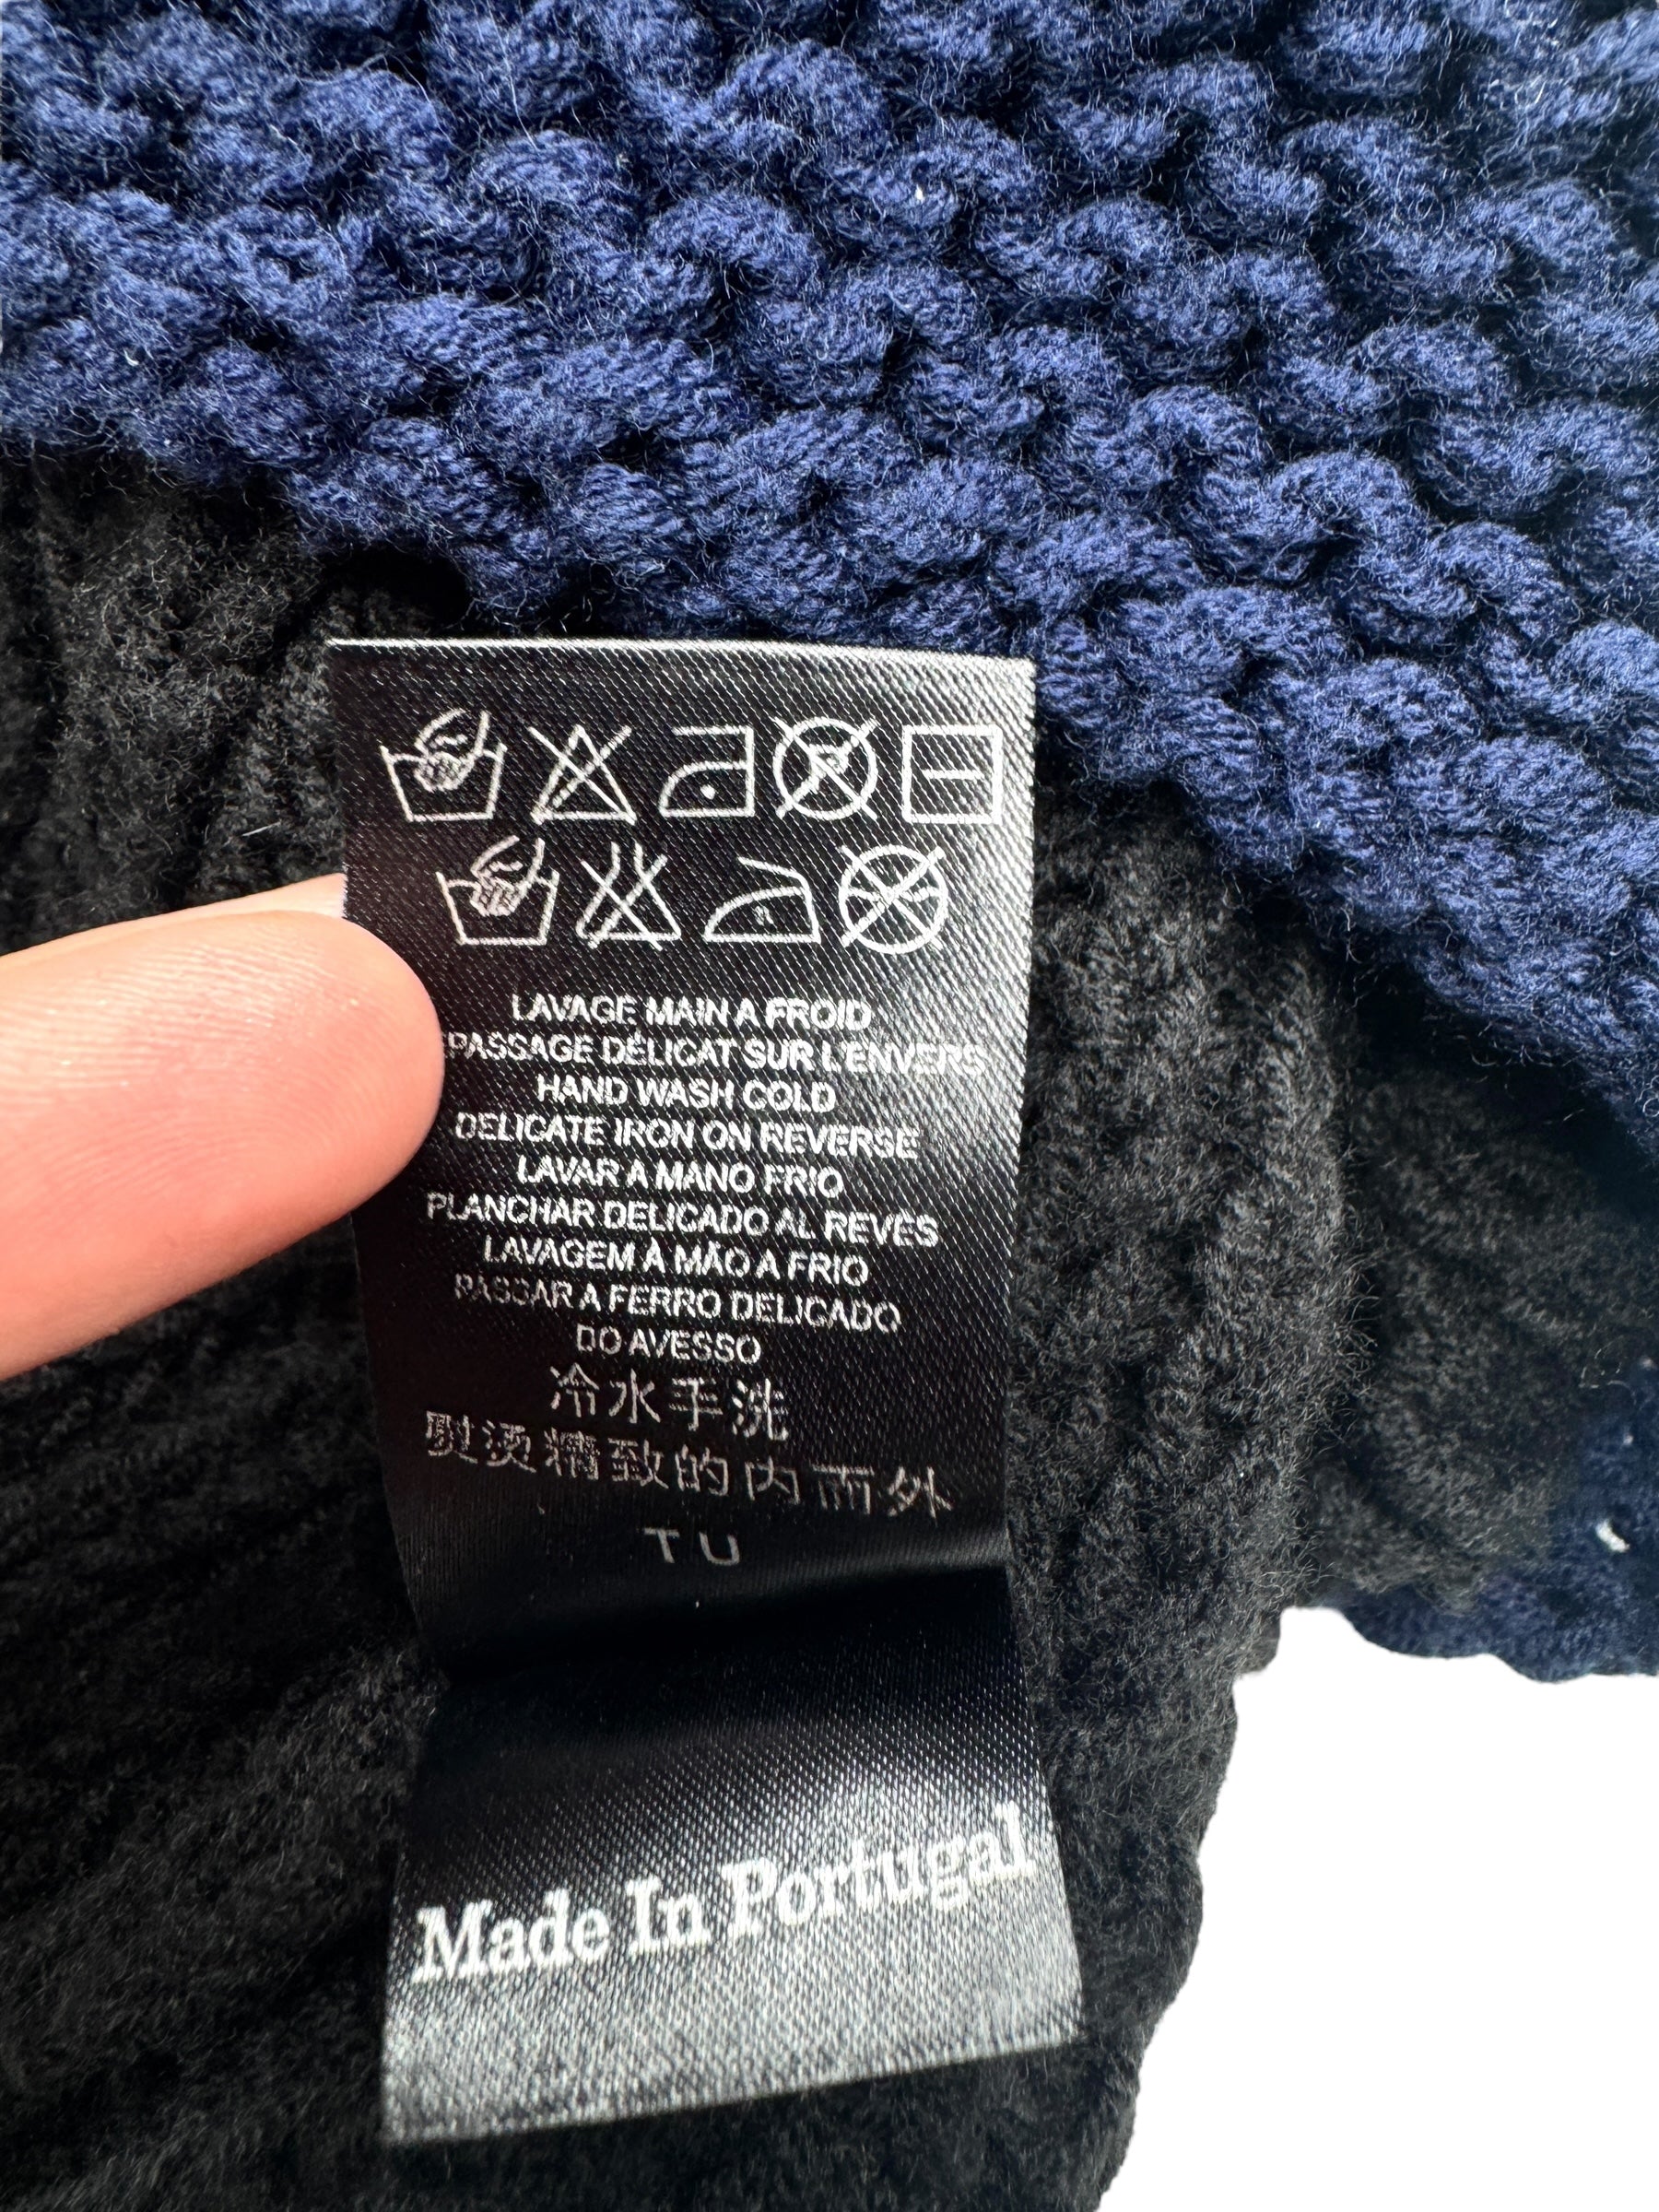 LAVAGE MAIN A FROID
PASSAGE DÉLICAT SUR L'ENVERS
HAND WASH COLD
DELICATE IRON ON REVERSE
LAVAR A MANO FRIO
PLANCHAR DELICADO AL REVÉS
LAVAGEM À MÃO A FRIO
PASSAR A FERRO DELICADO
DO AVESSO
冷水手洗
熨烫精致的内而外
T U
Made In Portugal